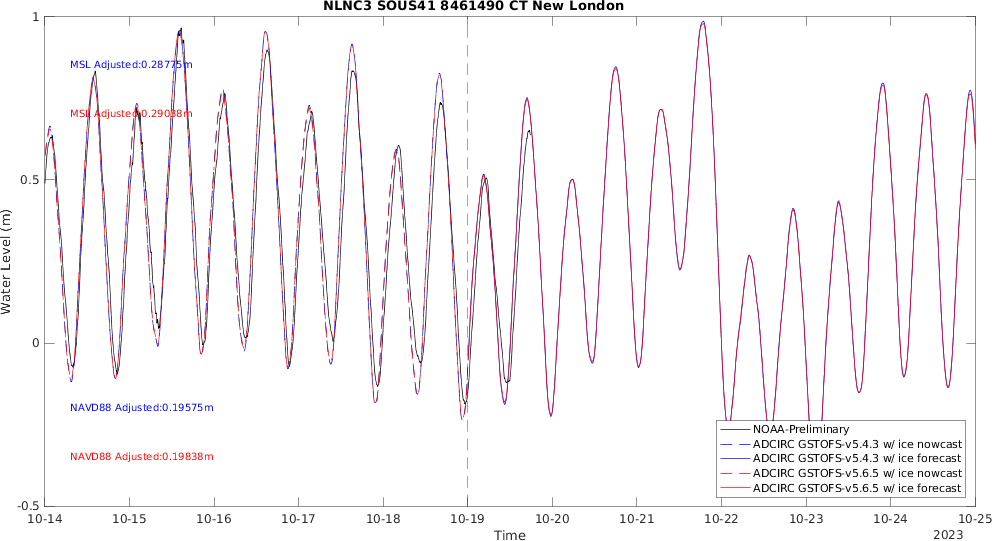 NLNC3 SOUS41 8461490 CT New London
1
0.5
0
-0.5
Water Level (m)
MSL Adjusted:0.28775m
MSL Adjusted:0.29038m
NAVD88 Adjusted:0.19575m
NAVD88 Adjusted:0.19838m
NOAA-Preliminary
ADCIRC GSTOFS-v5.4.3 w/ ice nowcast
ADCIRC GSTOFS-v5.4.3 w/ ice forecast
ADCIRC GSTOFS-v5.6.5 w/ ice nowcast
ADCIRC GSTOFS-v5.6.5 w/ ice forecast
10-14 10-15 10-16 10-17 10-18 10-19 10-20 10-21 10-22 10-23 10-24 10-25
Time
2023